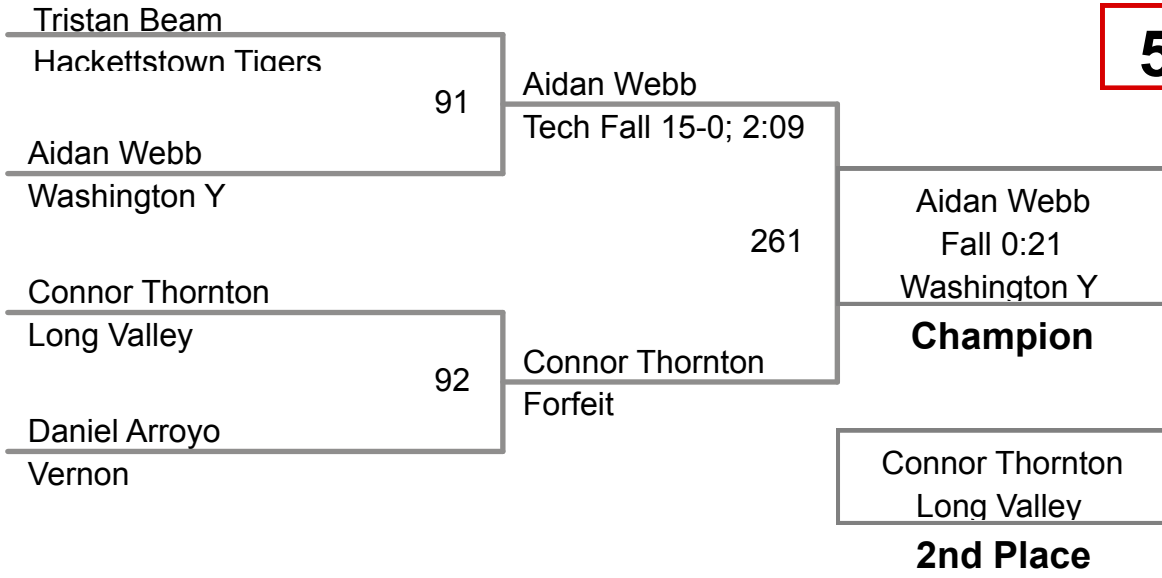 Tristan Beam
Hackettstown Tigers
91
Aidan Webb
Washington Y
Connor Thornton
Long Valley
92
Daniel Arroyo
Vernon
Aidan Webb
Tech Fall 15-0; 2:09
261
Connor Thornton
Forfeit
5
Aidan Webb
Fall 0:21
Washington Y
Champion
Connor Thornton
Long Valley
2nd Place